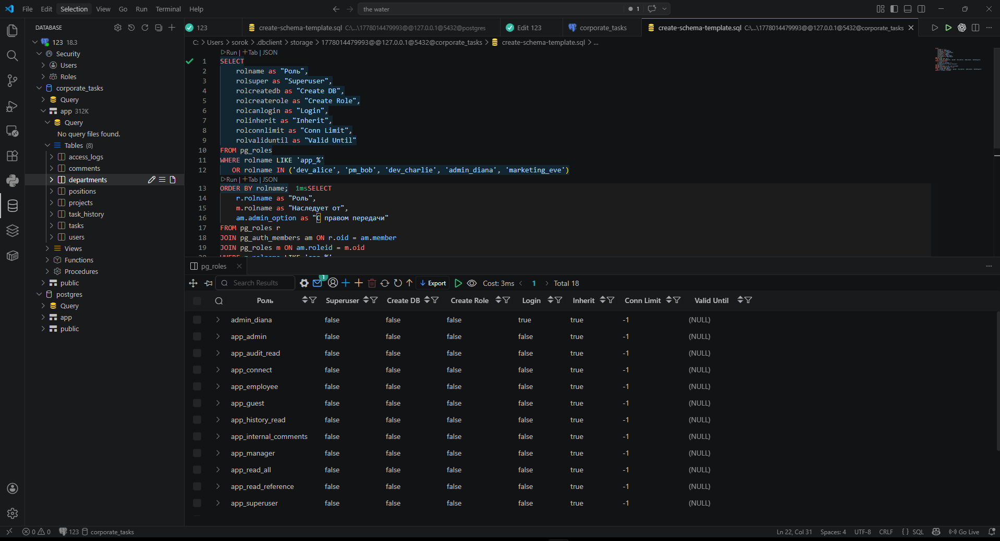 File Edit Selection View Go Run Terminal Help
the water
1
DATABASE
123
create-schema-template.sql C:\...\1778014479993@@127.0.0.1@5432@postgres
Edit 123
corporate_tasks
create-schema-template.sql C:\...\1778014479993@@127.0.0.1@5432@corporate_tasks
C: > Users > sorok > .dbclient > storage > 1778014479993@@127.0.0.1@5432@corporate_tasks > create-schema-template.sql > ...
123 18.3
Security
Users
Roles
corporate_tasks
Query
app 312K
Query
No query files found.
Tables (8)
access_logs
comments
departments
positions
projects
task_history
tasks
users
Views
Functions
Procedures
public
postgres
Query
app
public
Run | Tab | JSON
1 SELECT
2 rolname as "Роль",
3 rolsuper as "Superuser",
4 rolcreatedb as "Create DB",
5 rolcreaterole as "Create Role",
6 rolcanlogin as "Login",
7 rolinherit as "Inherit",
8 rolconnlimit as "Conn Limit",
9 rolvaliduntil as "Valid Until"
10 FROM pg_roles
11 WHERE rolname LIKE 'app_%'
12 OR rolname IN ('dev_alice', 'pm_bob', 'dev_charlie', 'admin_diana', 'marketing_eve')
Run | Tab | JSON
13 ORDER BY rolname; 1msSELECT
14 r.rolname as "Роль",
15 m.rolname as "Наследует от",
16 am.admin_option as "С правом передачи"
17 FROM pg_roles r
18 JOIN pg_auth_members am ON r.oid = am.member
19 JOIN pg_roles m ON am.roleid = m.oid
pg_roles
Search Results
1
Export
Cost: 3ms < 1 > Total 18
Роль Superuser Create DB Create Role Login Inherit Conn Limit Valid Until
admin_diana false false false true true -1 (NULL)
app_admin false false false false true -1 (NULL)
app_audit_read false false false false true -1 (NULL)
app_connect false false false false true -1 (NULL)
app_employee false false false false true -1 (NULL)
app_guest false false false false true -1 (NULL)
app_history_read false false false false true -1 (NULL)
app_internal_comments false false false false true -1 (NULL)
app_manager false false false false true -1 (NULL)
app_read_all false false false false true -1 (NULL)
app_read_reference false false false false true -1 (NULL)
app_superuser false false false false true -1 (NULL)
0 0 123 corporate_tasks
Ln 22, Col 31 Spaces: 4 UTF-8 CRLF { } SQL Go Live